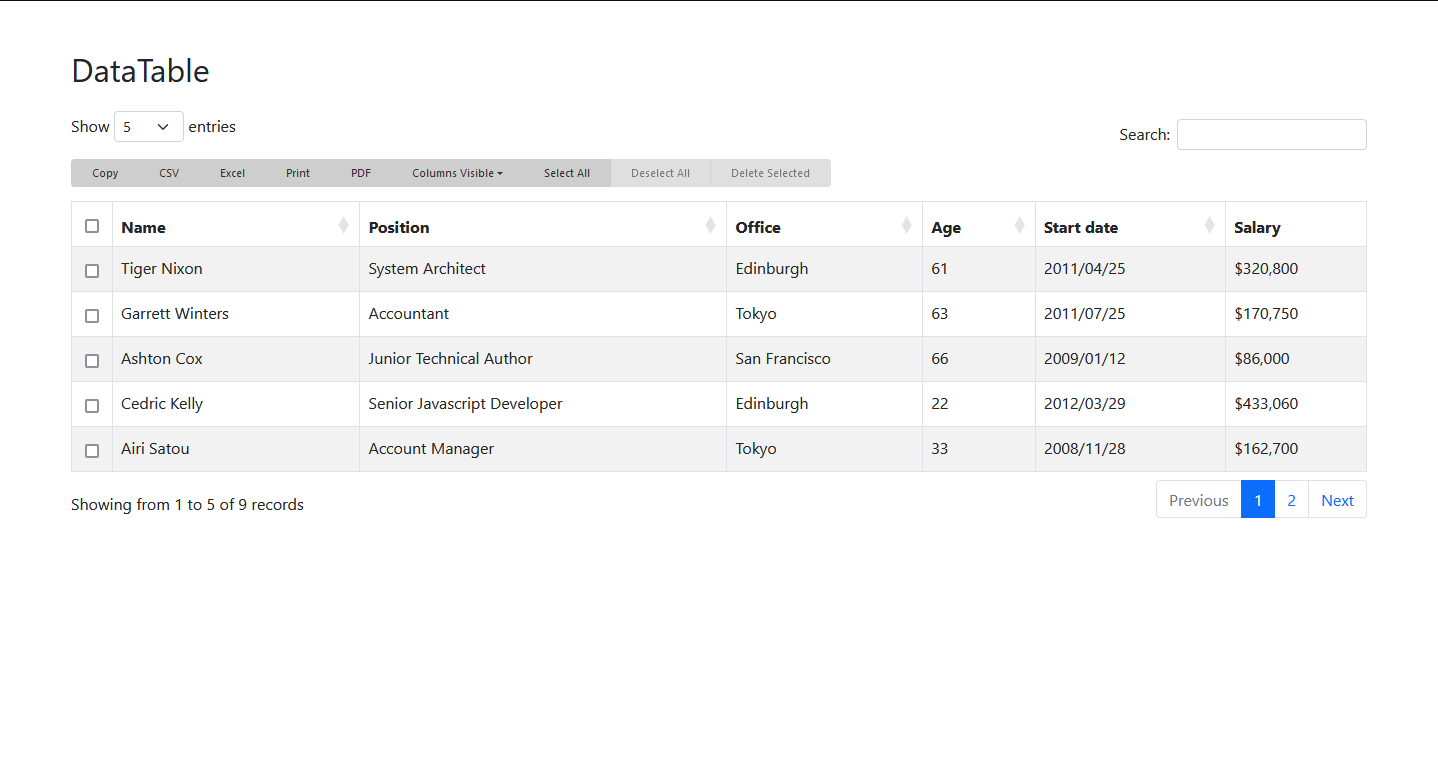 DataTable
Show 5 entries
Search:
Copy CSV Excel Print PDF Columns Visible Select All Deselect All Delete Selected
Name Position Office Age Start date Salary
Tiger Nixon System Architect Edinburgh 61 2011/04/25 $320,800
Garrett Winters Accountant Tokyo 63 2011/07/25 $170,750
Ashton Cox Junior Technical Author San Francisco 66 2009/01/12 $86,000
Cedric Kelly Senior Javascript Developer Edinburgh 22 2012/03/29 $433,060
Airi Satou Account Manager Tokyo 33 2008/11/28 $162,700
Showing from 1 to 5 of 9 records
Previous 1 2 Next